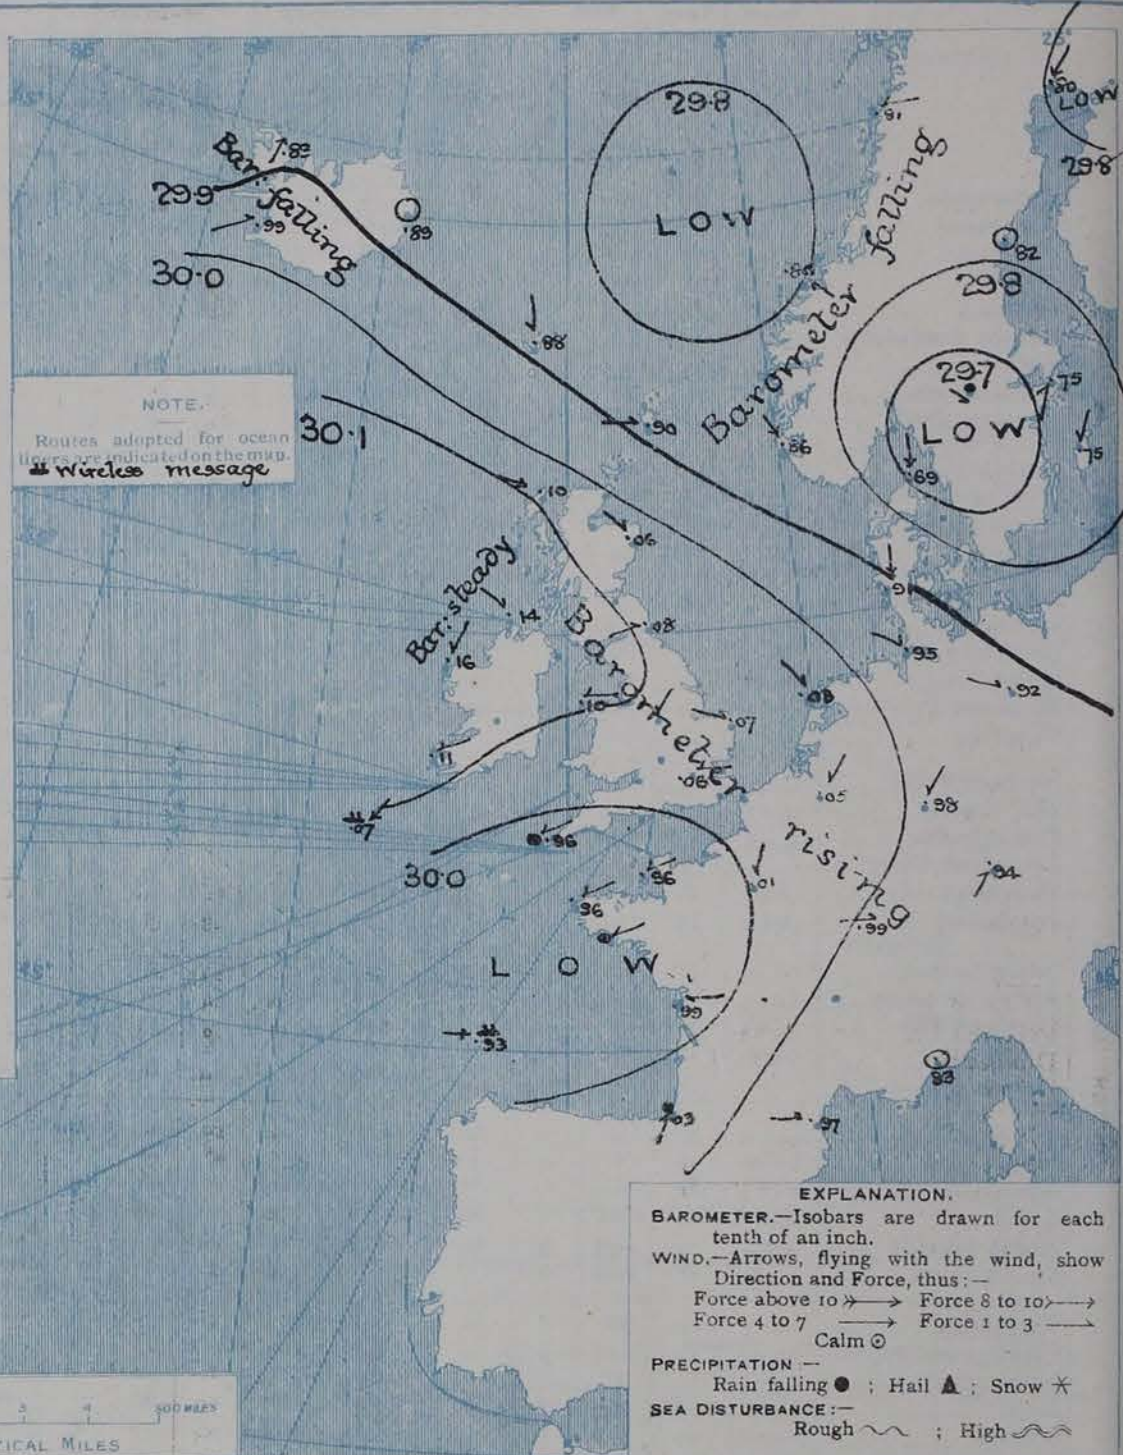 29.8
.91
.80
LOW
29.8
Bar: falling
.89
29.9
.99
.89
LOW
falling
.82
30.0
29.8
Barometer
.88
29.7
.75
NOTE.
Routes adopted for ocean
liners are indicated on the map.
Wireless message
30.1
.90
.86
LOW
.75
.69
.10
.06
Bar: steady
.14
.16
Barometer
.08
.91
.95
.92
.10
.08
.07
.11
.06
.05
.98
.07
rising
.96
30.0
.96
.01
.94
.96
.99
LOW
.99
.93
.93
.03
.97
EXPLANATION.
BAROMETER.—Isobars are drawn for each
tenth of an inch.
WIND.—Arrows, flying with the wind, show
Direction and Force, thus:—
Force above 10 Force 8 to 10
Force 4 to 7 Force 1 to 3
Calm
PRECIPITATION:—
Rain falling ; Hail ; Snow
SEA DISTURBANCE:—
Rough ; High
3 4 500 MILES
MILES